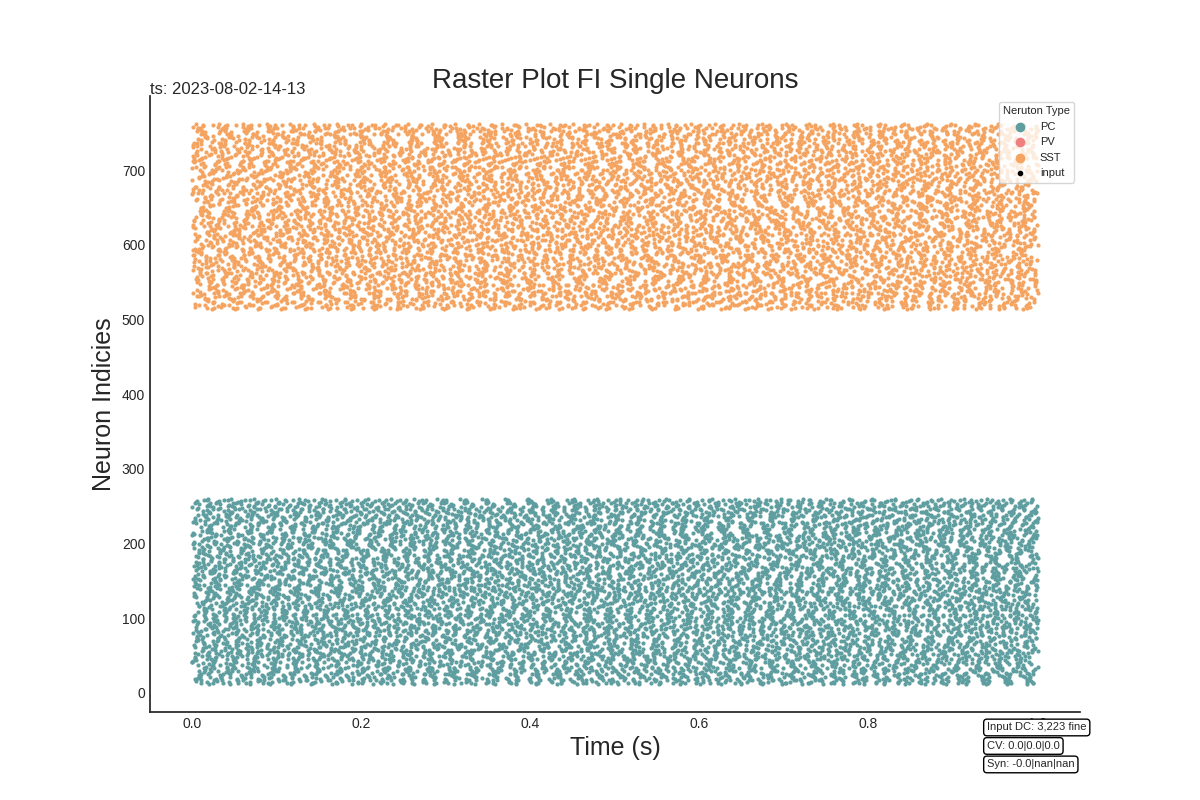 Raster Plot FI Single Neurons
ts: 2023-08-02-14-13
Neruton Type
PC
PV
SST
input
Neuron Indicies
700
600
500
400
300
200
100
0
0.0 0.2 0.4 0.6 0.8
Time (s)
Input DC: 3,223 fine
CV: 0.0|0.0|0.0
Syn: -0.0|nan|nan